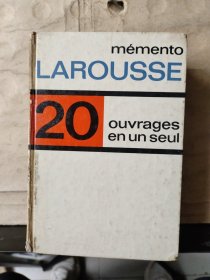 mémento
LAROUSSE
20
ouvrages
en un seul